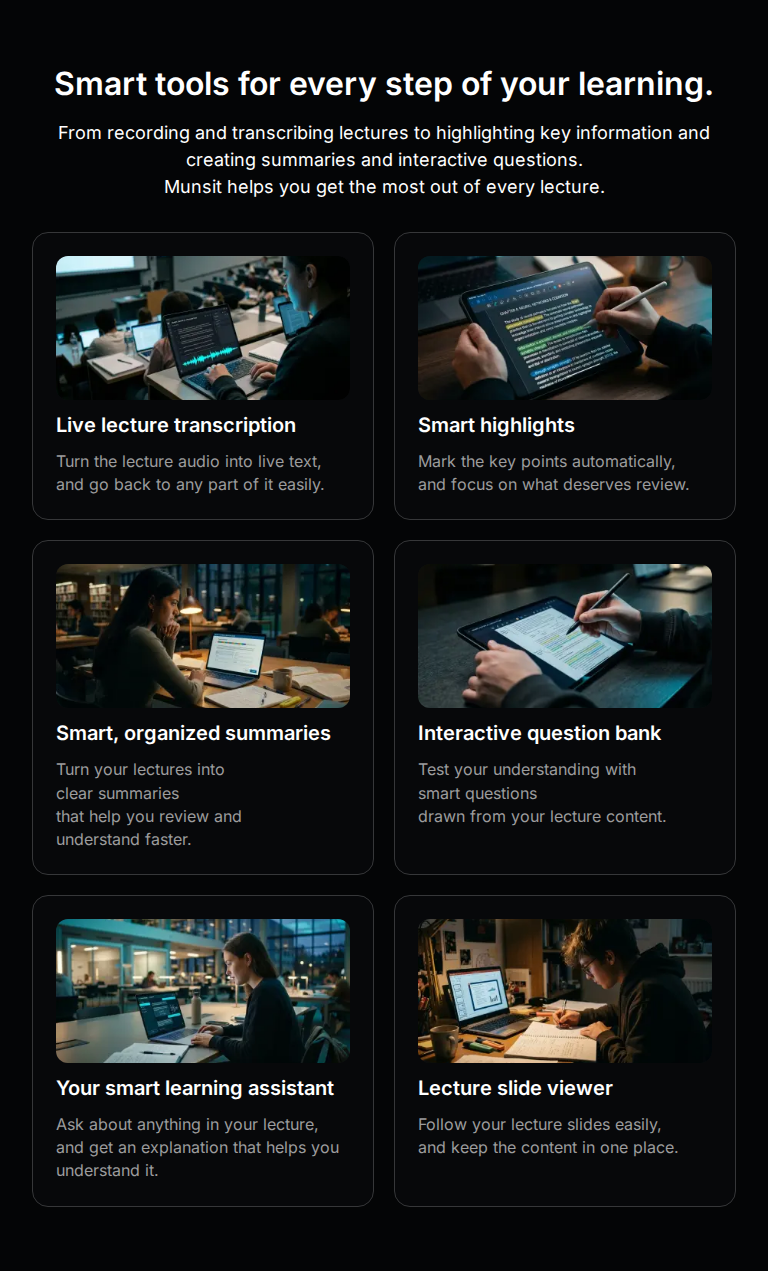 Smart tools for every step of your learning.
From recording and transcribing lectures to highlighting key information and
creating summaries and interactive questions.
Munsit helps you get the most out of every lecture.
Live lecture transcription
Turn the lecture audio into live text,
and go back to any part of it easily.
Smart highlights
Mark the key points automatically,
and focus on what deserves review.
Smart, organized summaries
Turn your lectures into
clear summaries
that help you review and
understand faster.
Interactive question bank
Test your understanding with
smart questions
drawn from your lecture content.
Your smart learning assistant
Ask about anything in your lecture,
and get an explanation that helps you
understand it.
Lecture slide viewer
Follow your lecture slides easily,
and keep the content in one place.